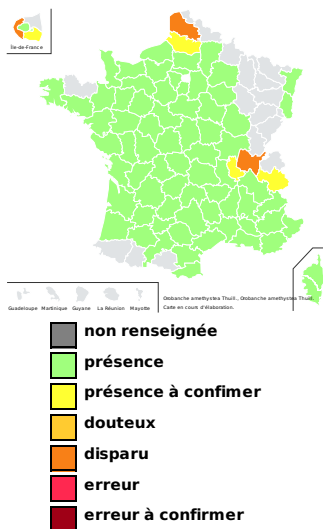 Île-de-France
Guadeloupe Martinique Guyane La Réunion Mayotte
Orobanche amethystea Thuill., Orobanche amethystea Thuill.
Carte en cours d'élaboration.
non renseignée
présence
présence à confimer
douteux
disparu
erreur
erreur à confirmer